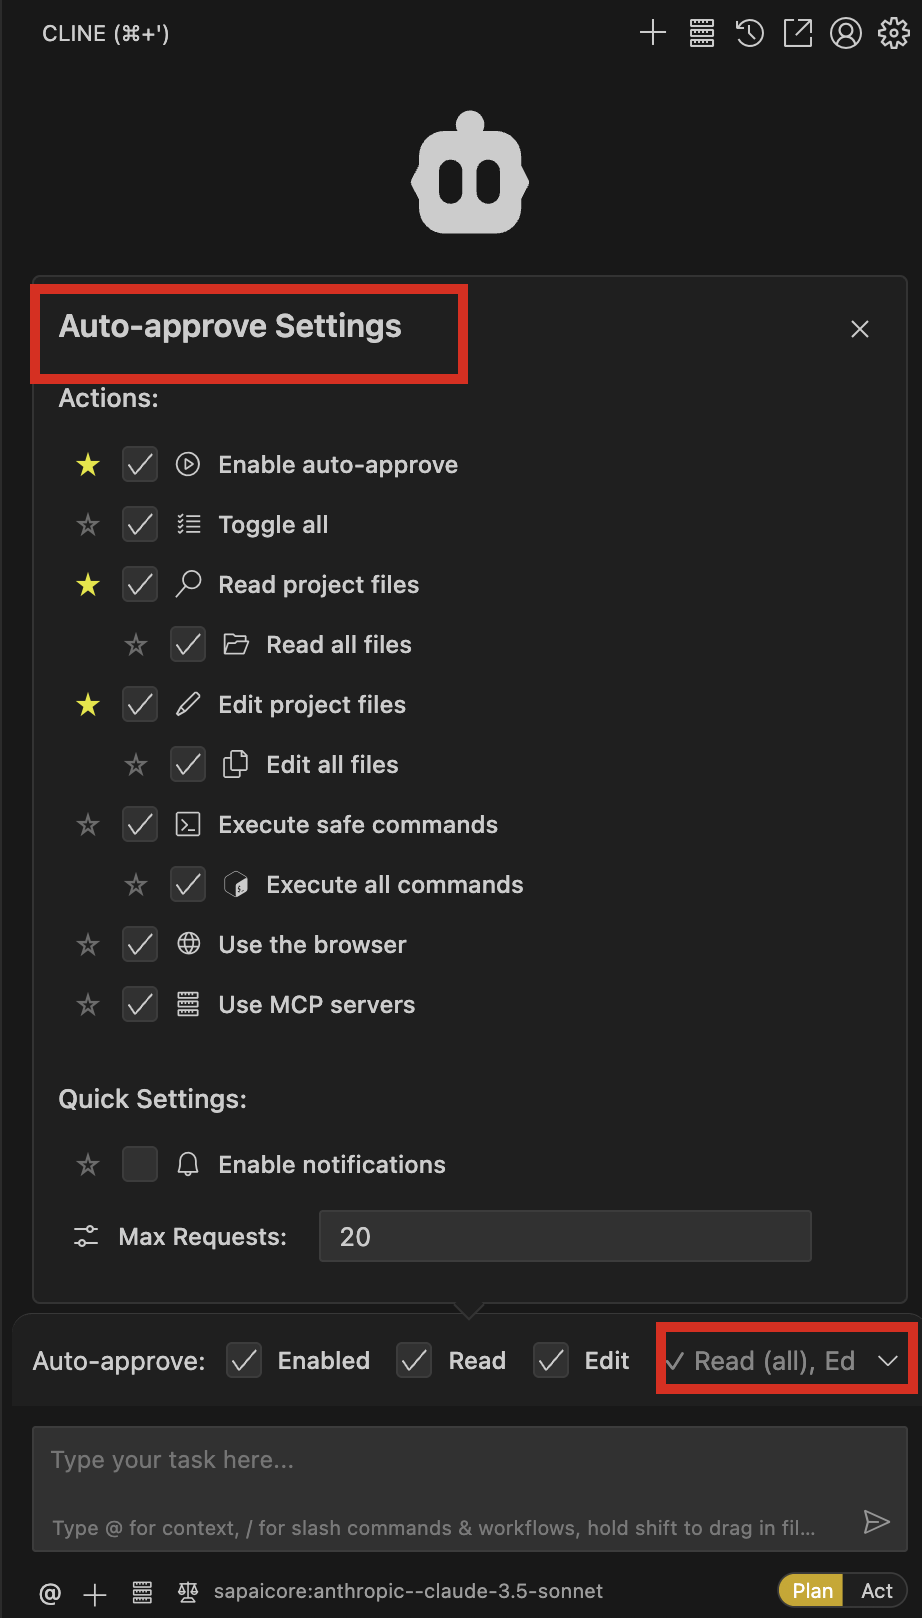 CLINE (⌘+')
Auto-approve Settings
Actions:
Enable auto-approve
Toggle all
Read project files
Read all files
Edit project files
Edit all files
Execute safe commands
Execute all commands
Use the browser
Use MCP servers
Quick Settings:
Enable notifications
Max Requests: 20
Auto-approve: Enabled Read Edit ✓ Read (all), Ed
Type your task here...
Type @ for context, / for slash commands & workflows, hold shift to drag in fil...
@ sapaicore:anthropic--claude-3.5-sonnet Plan Act